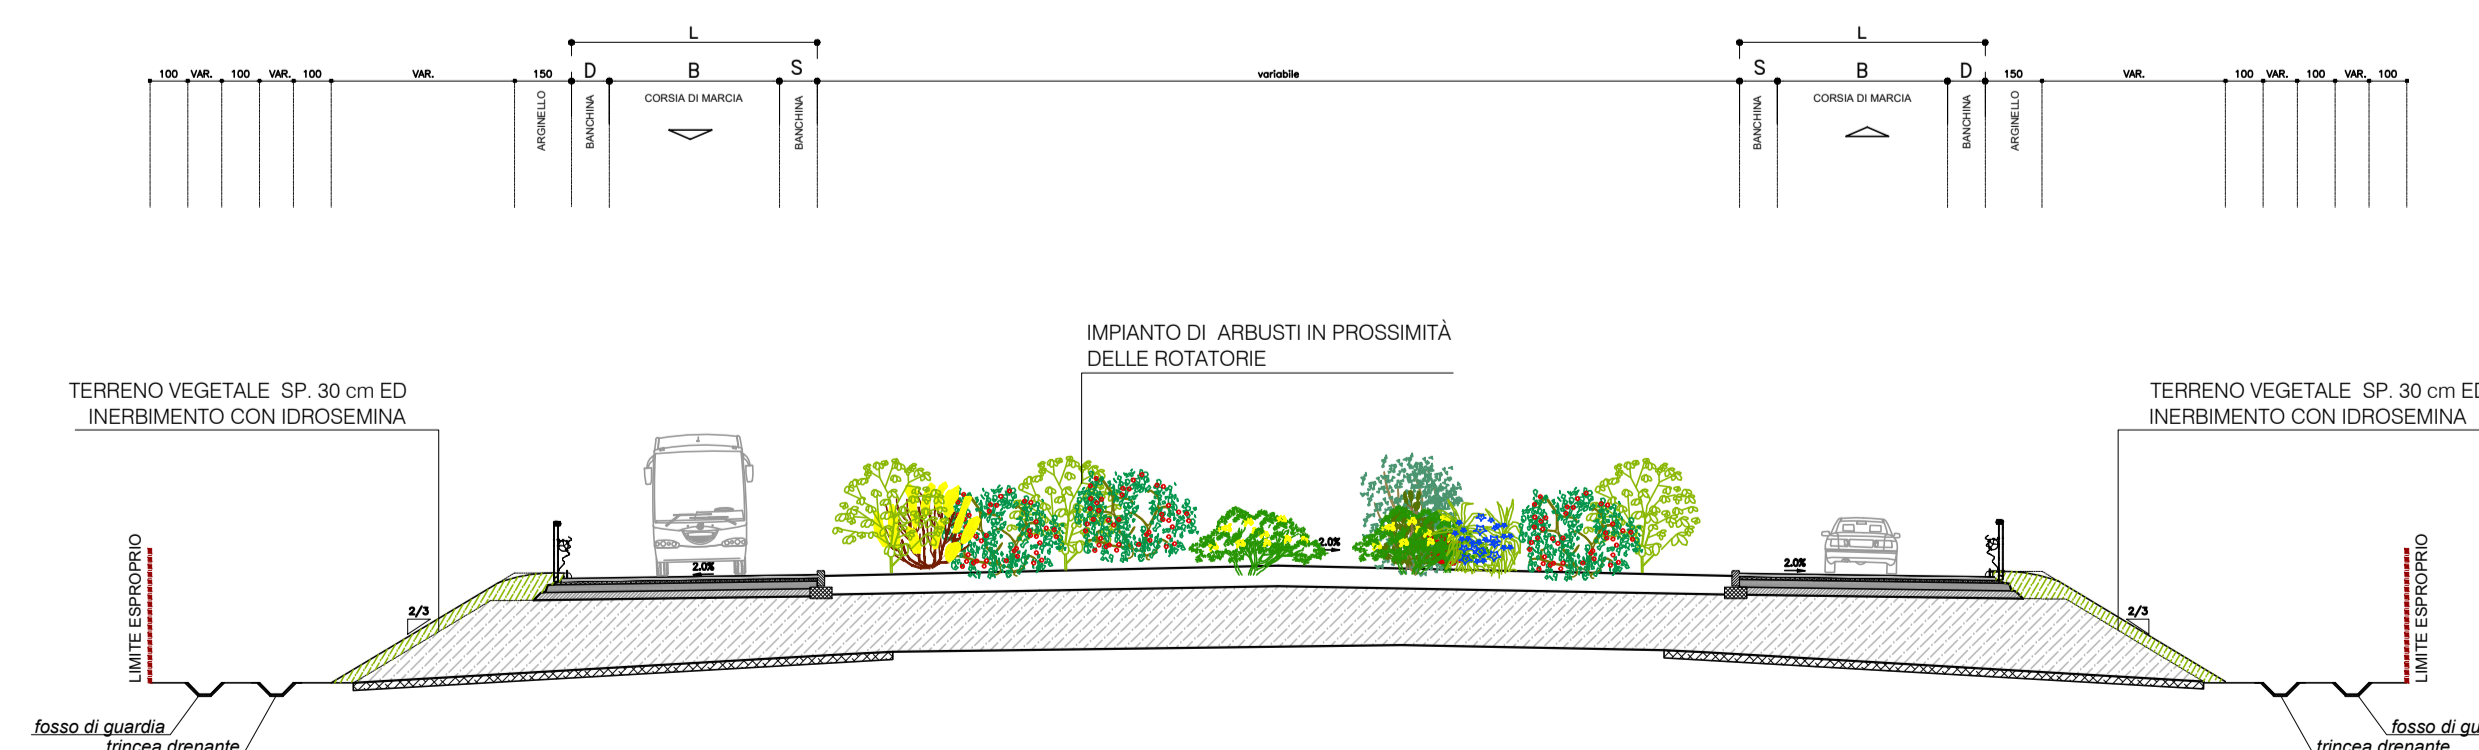 L L
100 VAR. 100 VAR. 100 VAR. 150 D B S variabile S B D 150 VAR. 100 VAR. 100 VAR. 100
ARGINELLO
BANCHINA
CORSIA DI MARCIA
BANCHINA
BANCHINA
CORSIA DI MARCIA
BANCHINA
ARGINELLO
IMPIANTO DI ARBUSTI IN PROSSIMITÀ
DELLE ROTATORIE
TERRENO VEGETALE SP. 30 cm ED
INERBIMENTO CON IDROSEMINA
TERRENO VEGETALE SP. 30 cm ED
INERBIMENTO CON IDROSEMINA
LIMITE ESPROPRIO
2/3
2.0%
2.0%
2.0%
2/3
LIMITE ESPROPRIO
fosso di guardia
trincea drenante
fosso di gu
trincea drenante